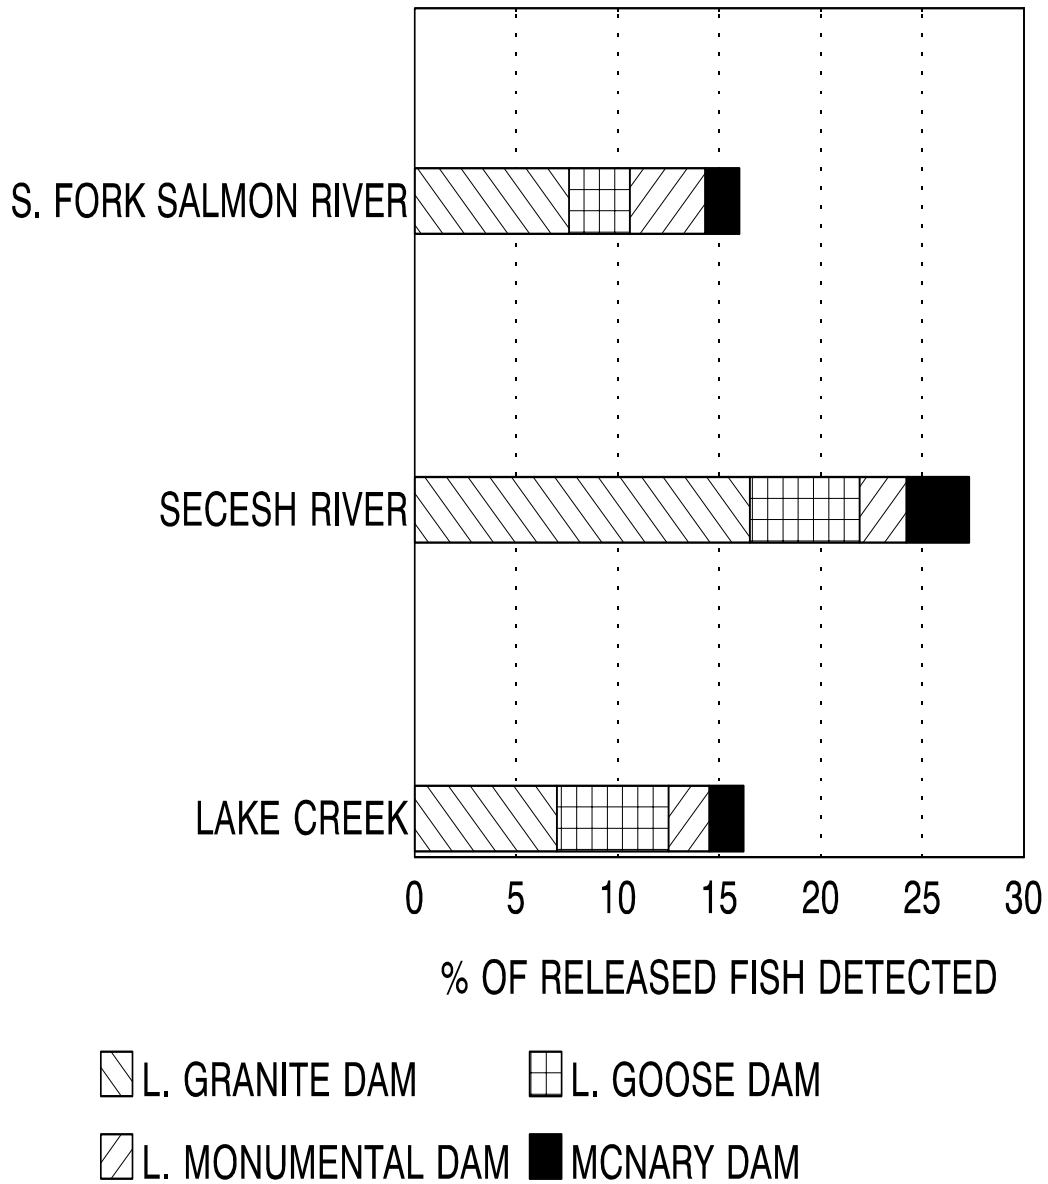 S. FORK SALMON RIVER
SECESH RIVER
LAKE CREEK
0 5 10 15 20 25 30
% OF RELEASED FISH DETECTED
L. GRANITE DAM L. GOOSE DAM
L. MONUMENTAL DAM MCNARY DAM